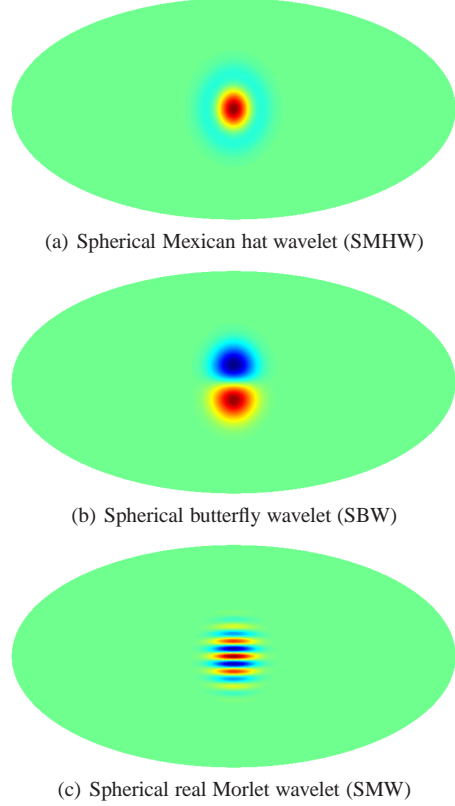 (a) Spherical Mexican hat wavelet (SMHW)
(b) Spherical butterfly wavelet (SBW)
(c) Spherical real Morlet wavelet (SMW)